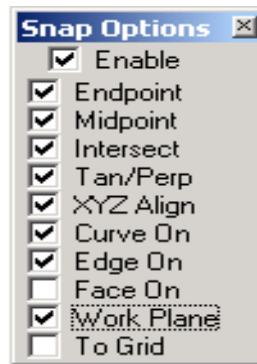 Snap Options
Enable
Endpoint
Midpoint
Intersect
Tan/Perp
XYZ Align
Curve On
Edge On
Face On
Work Plane
To Grid